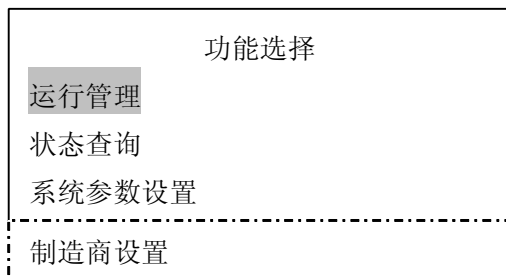 功能选择
运行管理
状态查询
系统参数设置
制造商设置